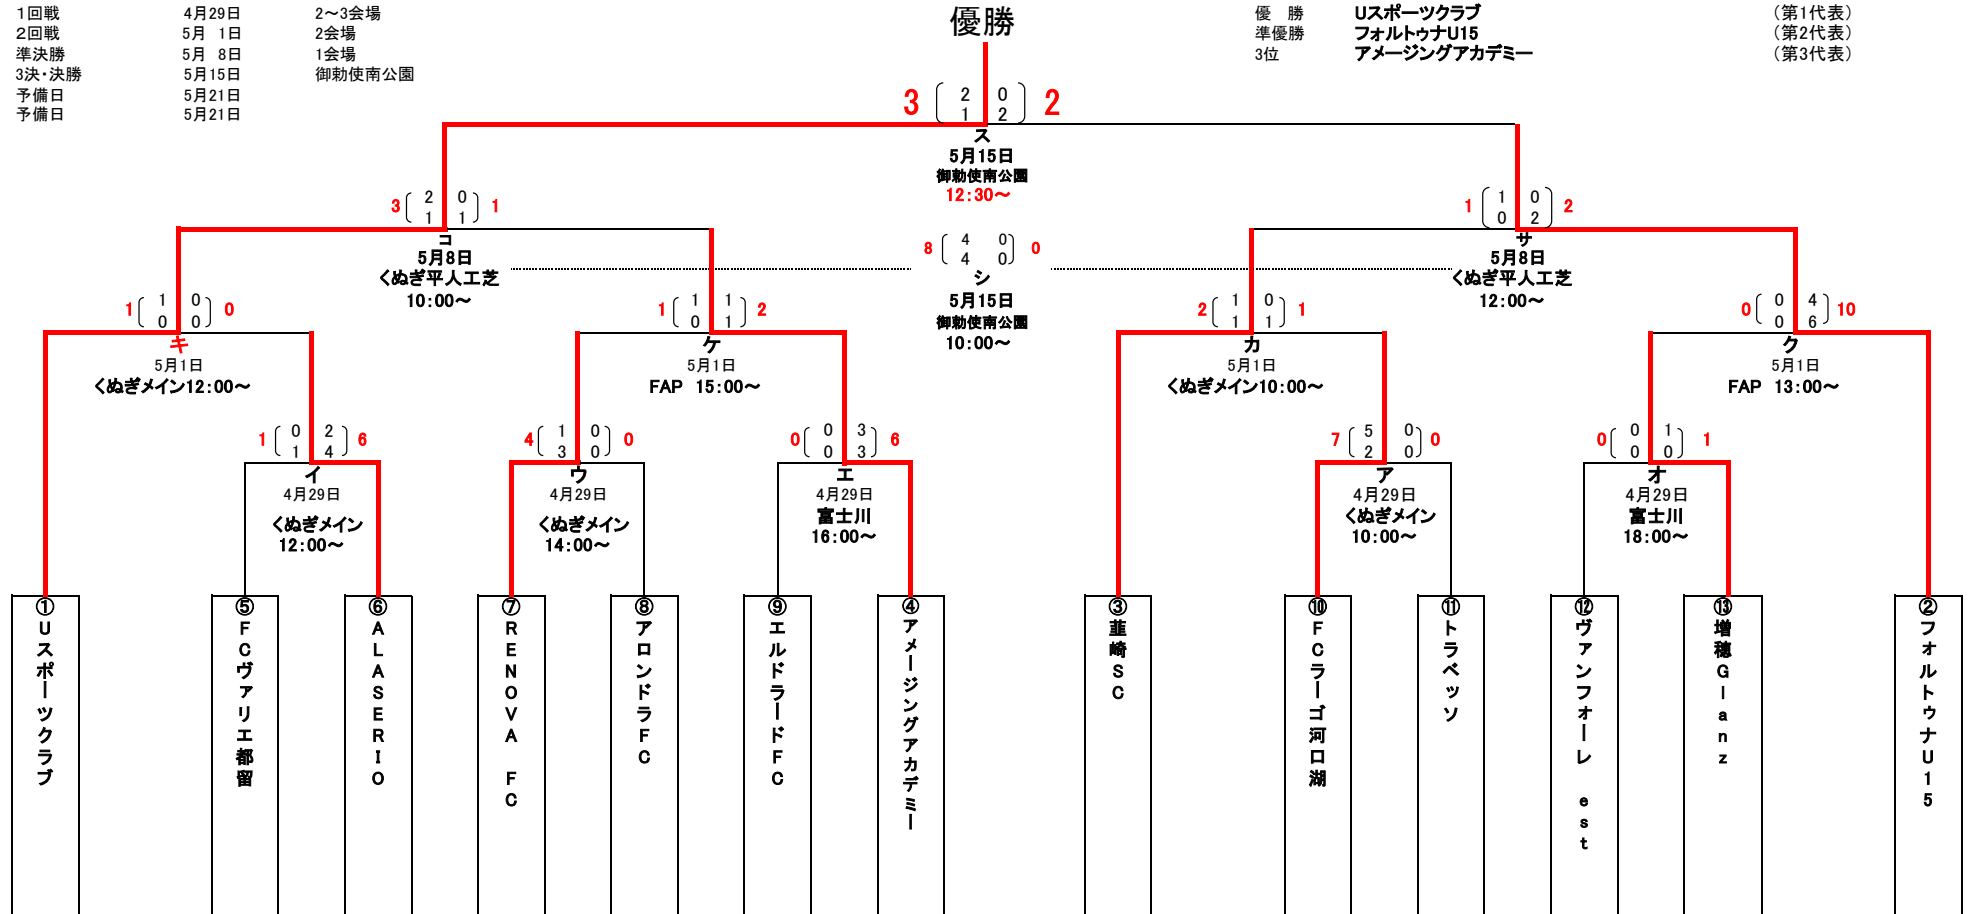 1回戦 4月29日 2～3会場
2回戦 5月 1日 2会場
準決勝 5月 8日 1会場
3決・決勝 5月15日 御勅使南公園
予備日 5月21日
予備日 5月21日
優勝
優 勝 Uスポーツクラブ （第1代表）
準優勝 フォルトゥナU15 （第2代表）
3位 アメージングアカデミー （第3代表）
3 2 0 2
1 2
ス
5月15日
御勅使南公園
12：30～
3 2 0 1
1 1
コ
5月8日
くぬぎ平人工芝
10：00～
8 4 0 0
4 0
シ
5月15日
御勅使南公園
10：00～
1 1 0 2
0 2
サ
5月8日
くぬぎ平人工芝
12：00～
1 1 0 0
0 0
キ
5月1日
くぬぎメイン12：00～
1 1 1 2
0 1
ケ
5月1日
FAP 15：00～
2 1 0 1
1 1
カ
5月1日
くぬぎメイン10：00～
0 0 4 10
0 6
ク
5月1日
FAP 13：00～
1 0 2 6
1 4
イ
4月29日
くぬぎメイン
12：00～
4 1 0 0
3 0
ウ
4月29日
くぬぎメイン
14：00～
0 0 3 6
0 3
エ
4月29日
富士川
16：00～
7 5 0 0
2 0
ア
4月29日
くぬぎメイン
10：00～
0 0 1 1
0 0
オ
4月29日
富士川
18：00～
①Uスポーツクラブ
⑤FCヴァリエ都留
⑥ALASERIO
⑦RENOVA FC
⑧アロンドラFC
⑨エルドラードFC
④アメージングアカデミー
③韮崎SC
⑩FCラーゴ河口湖
⑪トラベッソ
⑫ヴァンフォーレ est
⑬増穂Glanz
②フォルトゥナU15